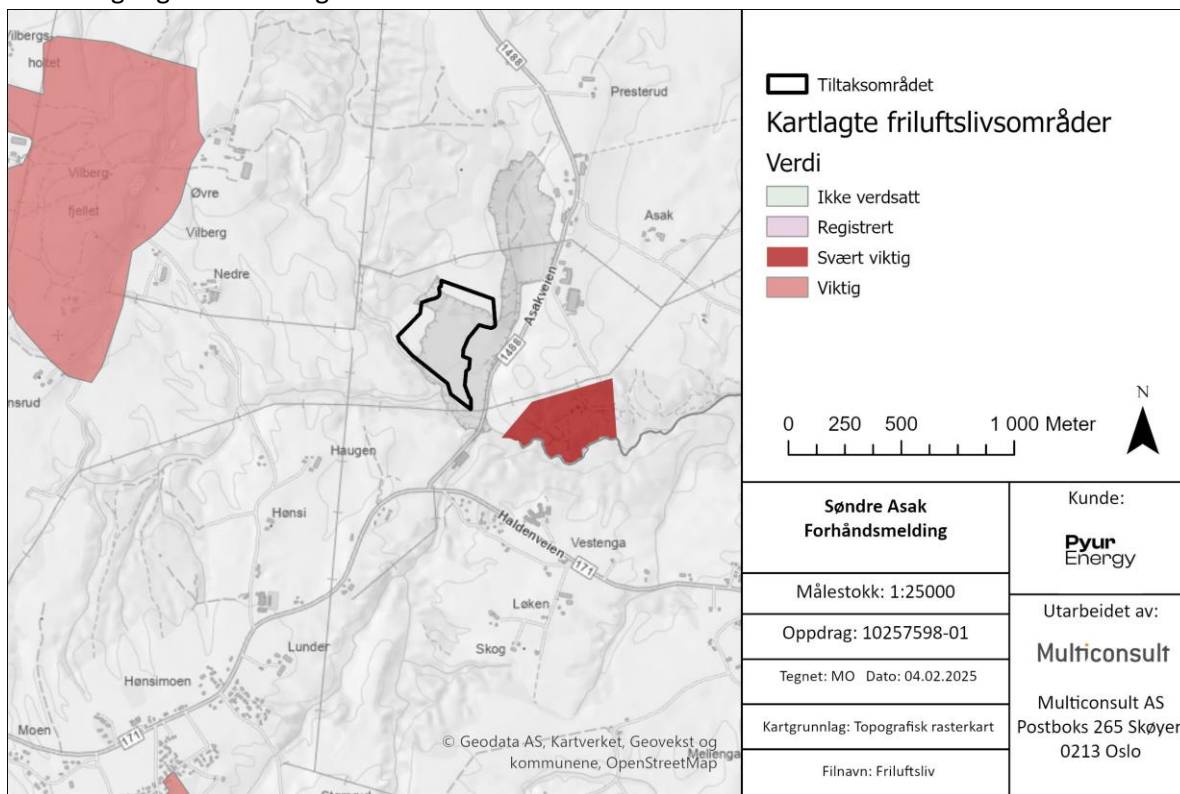 Vilbergs-
holtet
Vilberg-
fjellet
Øvre
Vilberg
Nedre
1488
Presterud
Asak
Asakveien
1488
nsrud
Haugen
Hønsi
Haldenveien
171
Vestenga
Løken
Skog
Lunder
Hønsimoen
Moen
171
© Geodata AS, Kartverket, Geovekst og
kommunene, OpenStreetMap
Tiltaksområdet
Kartlagte friluftslivsområder
Verdi
Ikke verdsatt
Registrert
Svært viktig
Viktig
N
0 250 500 1 000 Meter
Søndre Asak
Forhåndsmelding
Målestokk: 1:25000
Oppdrag: 10257598-01
Tegnet: MO Dato: 04.02.2025
Kartgrunnlag: Topografisk rasterkart
Filnavn: Friluftsliv
Kunde:
Pyur
Energy
Utarbeidet av:
Multiconsult
Multiconsult AS
Postboks 265 Skøyen
0213 Oslo